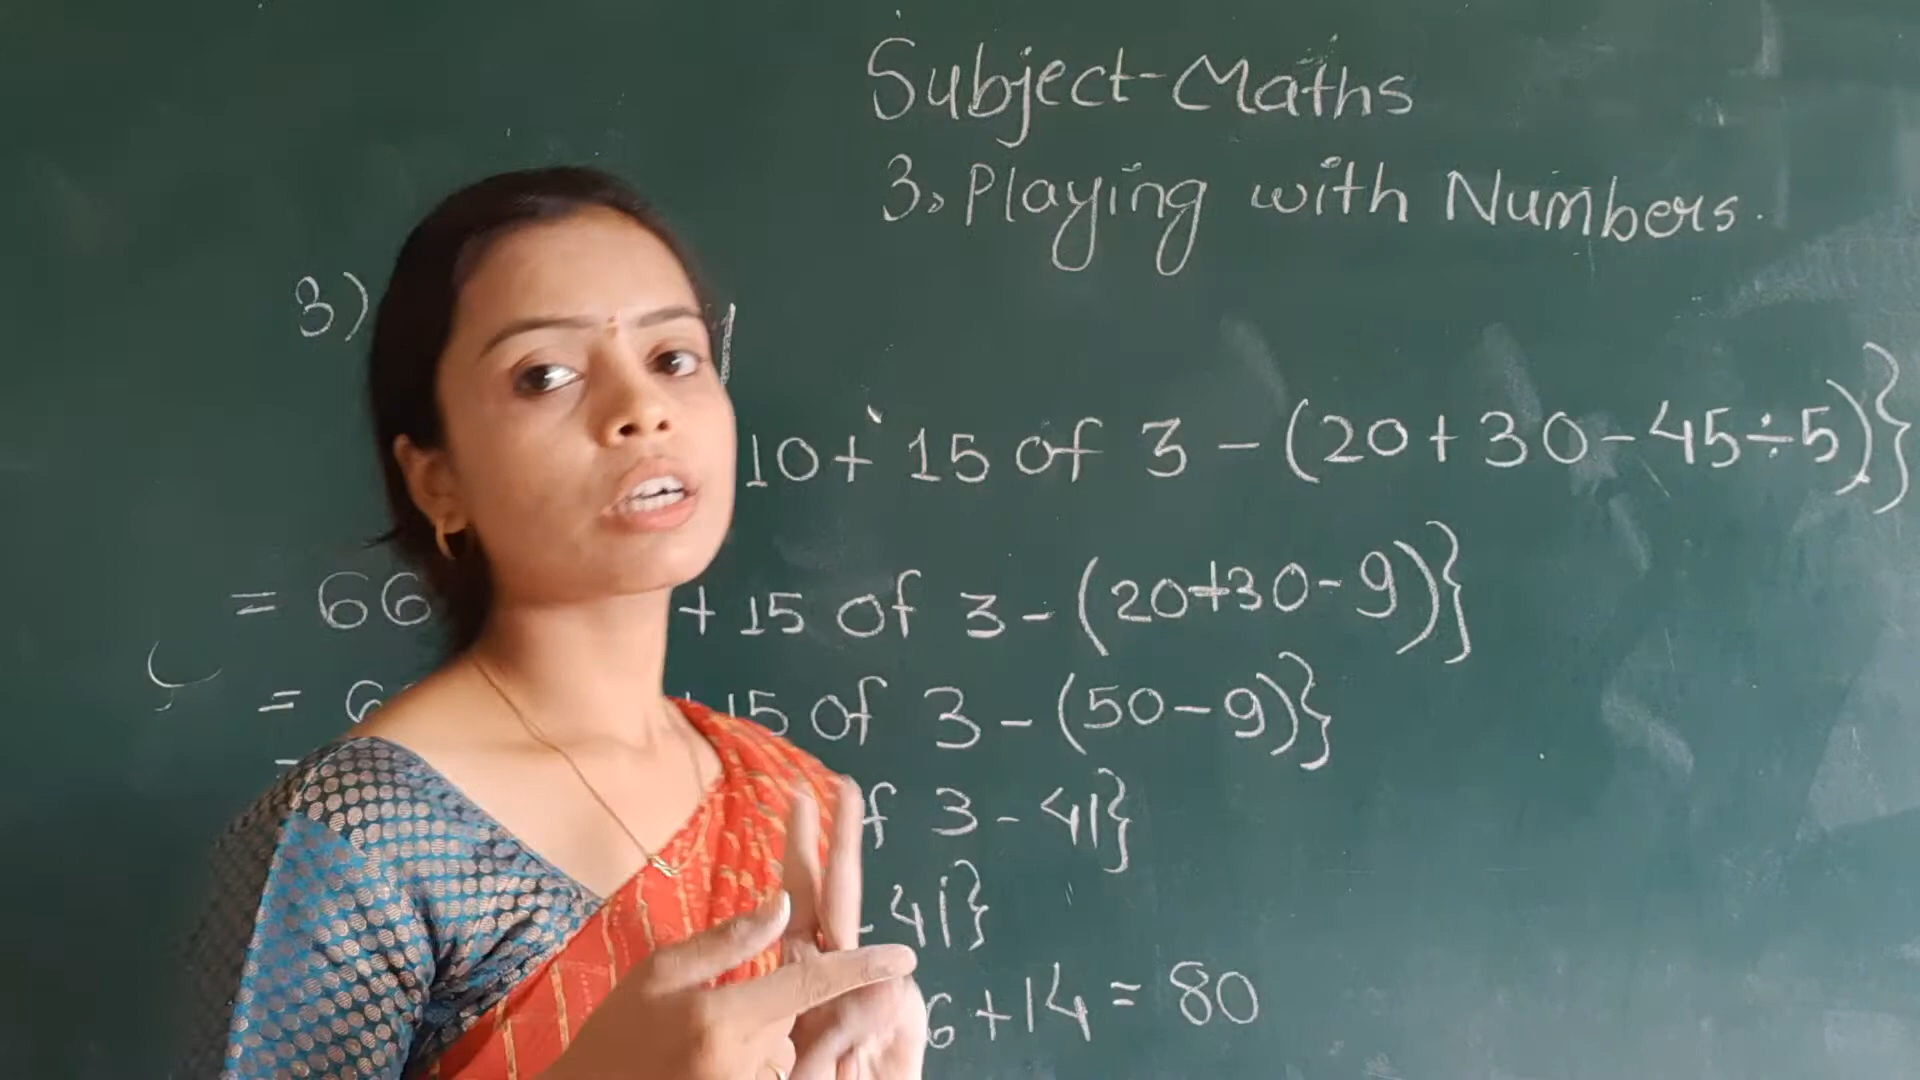 Subject-Maths
3. Playing with Numbers.
3)
10+ 15 of 3 - (20+30-45÷5)}
= 66 + 15 of 3 - (20+30-9)}
= 6 15 of 3 - (50-9)}
= of 3 - 41}
- 41}
6+14 = 80